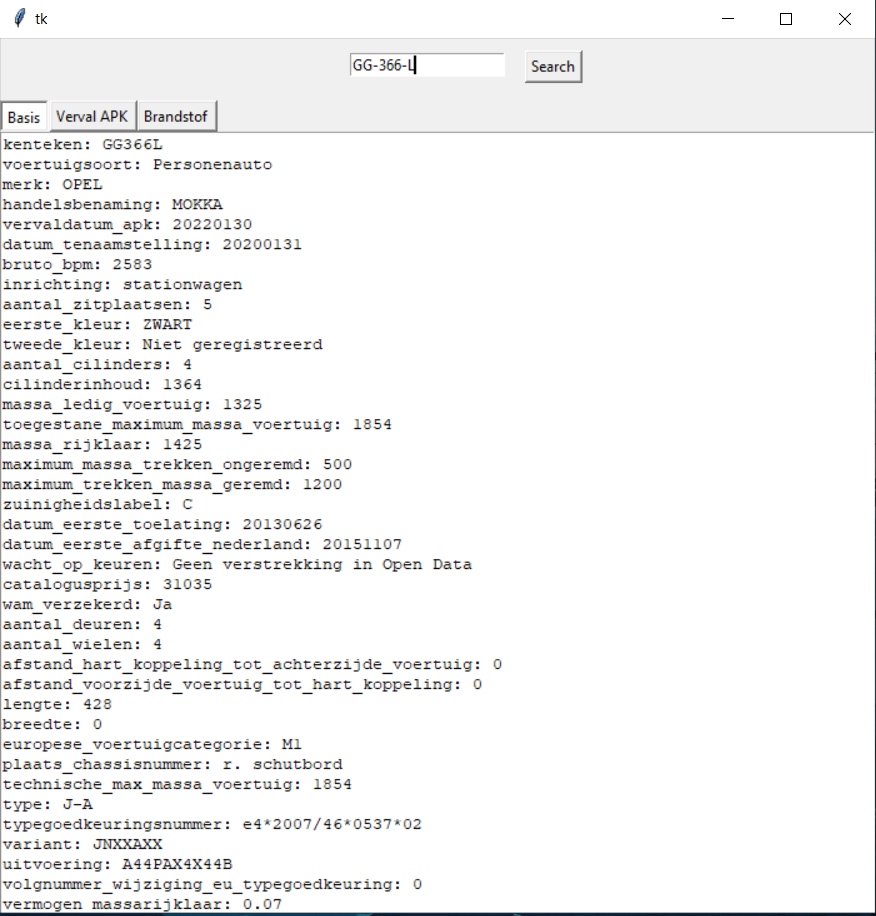 tk
GG-366-L
Search
Basis Verval APK Brandstof
kenteken: GG366L
voertuigsoort: Personenauto
merk: OPEL
handelsbenaming: MOKKA
vervaldatum_apk: 20220130
datum_tenaamstelling: 20200131
bruto_bpm: 2583
inrichting: stationwagen
aantal_zitplaatsen: 5
eerste_kleur: ZWART
tweede_kleur: Niet geregistreerd
aantal_cilinders: 4
cilinderinhoud: 1364
massa_ledig_voertuig: 1325
toegestane_maximum_massa_voertuig: 1854
massa_rijklaar: 1425
maximum_massa_trekken_ongeremd: 500
maximum_trekken_massa_geremd: 1200
zuinigheidslabel: C
datum_eerste_toelating: 20130626
datum_eerste_afgifte_nederland: 20151107
wacht_op_keuren: Geen verstrekking in Open Data
catalogusprijs: 31035
wam_verzekerd: Ja
aantal_deuren: 4
aantal_wielen: 4
afstand_hart_koppeling_tot_achterzijde_voertuig: 0
afstand_voorzijde_voertuig_tot_hart_koppeling: 0
lengte: 428
breedte: 0
europese_voertuigcategorie: M1
plaats_chassisnummer: r. schutbord
technische_max_massa_voertuig: 1854
type: J-A
typegoedkeuringsnummer: e4*2007/46*0537*02
variant: JNXXAXX
uitvoering: A44PAX4X44B
volgnummer_wijziging_eu_typegoedkeuring: 0
vermogen_massarijklaar: 0.07